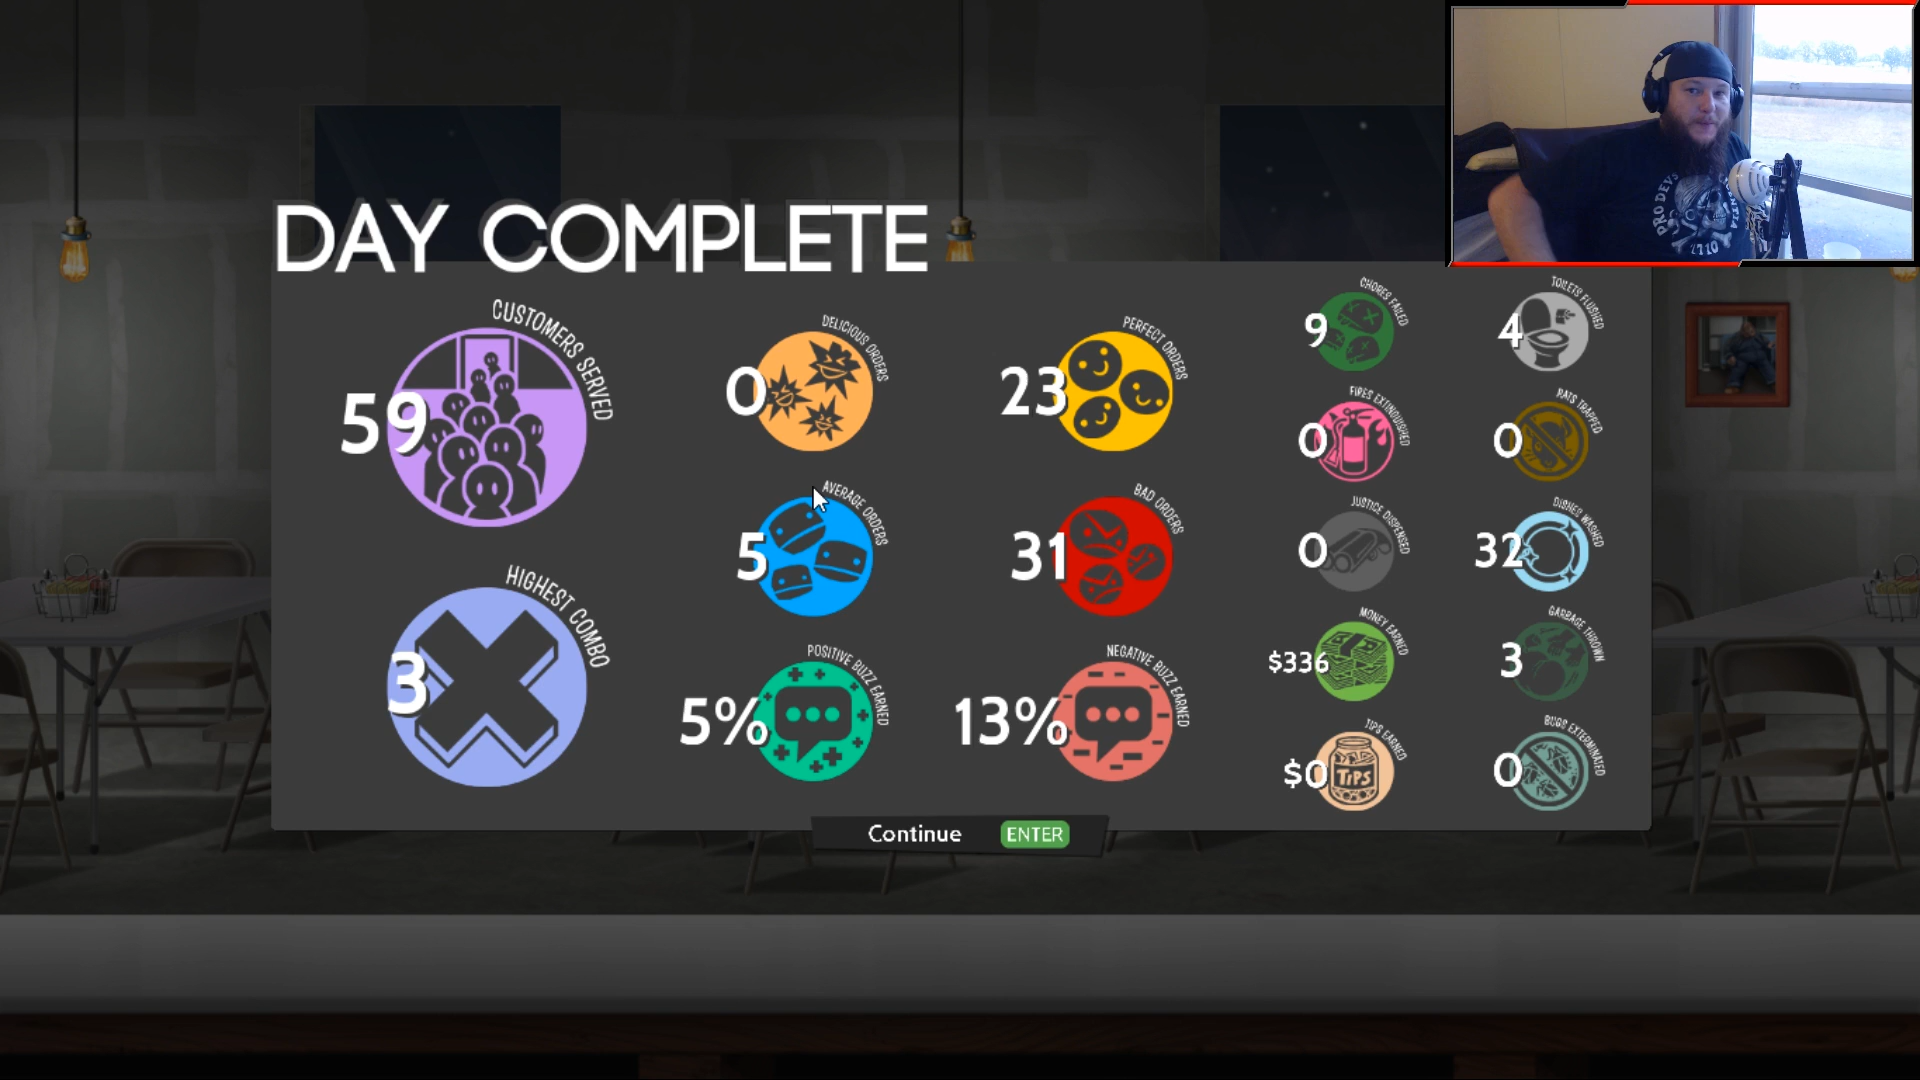 DAY COMPLETE
CUSTOMERS SERVED
59
HIGHEST COMBO
3
DELICIOUS ORDERS
0
PERFECT ORDERS
23
AVERAGE ORDERS
5
BAD ORDERS
31
POSITIVE BUZZ EARNED
5%
NEGATIVE BUZZ EARNED
13%
CHORES FAILED
9
TOILETS FLUSHED
4
FIRES EXTINGUISHED
0
RATS TRAPPED
0
JUSTICE DISPENSED
0
DISHES WASHED
32
MONEY EARNED
$336
GARBAGE THROWN
3
TIPS EARNED
$0
TIPS
BUGS EXTERMINATED
0
Continue ENTER